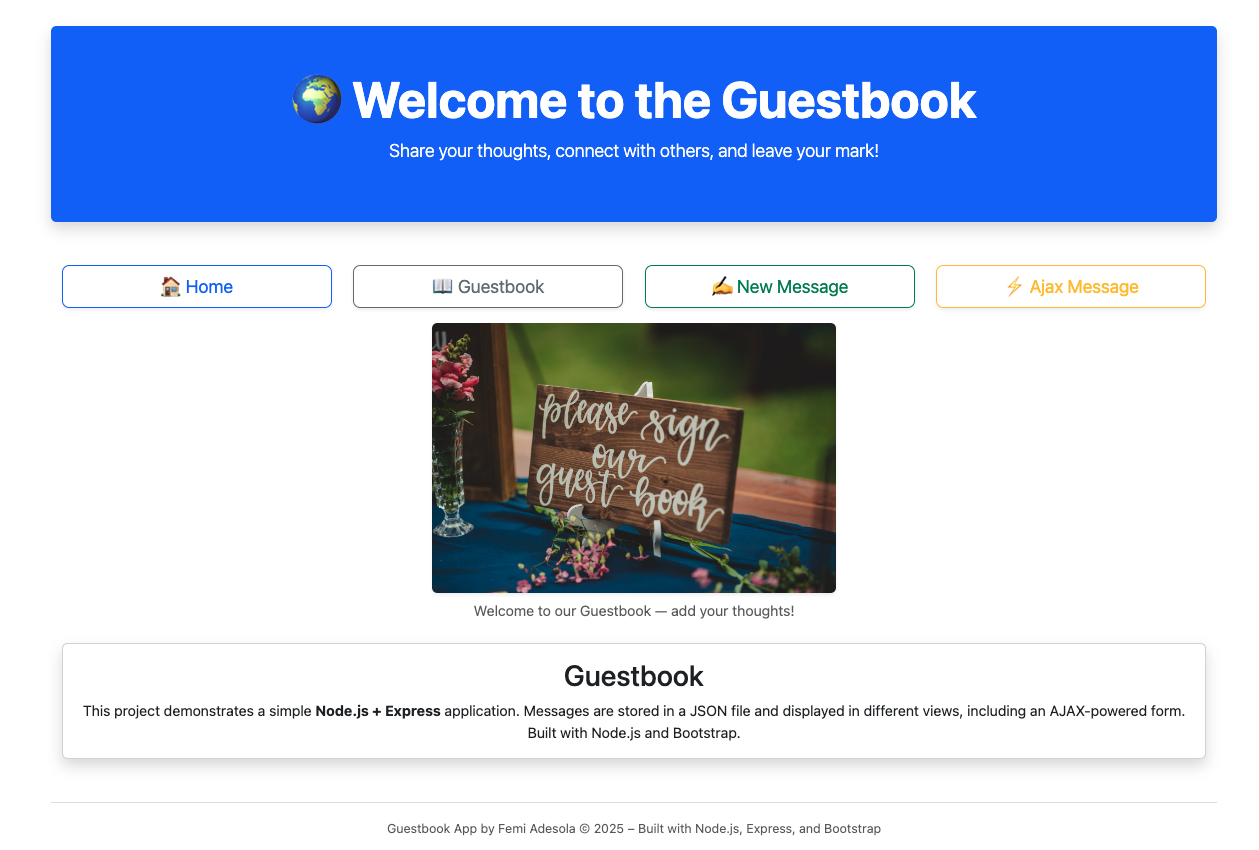 🌍 Welcome to the Guestbook
Share your thoughts, connect with others, and leave your mark!
🏠 Home
📖 Guestbook
✍️ New Message
⚡ Ajax Message
please sign
our
guest book
Welcome to our Guestbook — add your thoughts!
Guestbook
This project demonstrates a simple Node.js + Express application. Messages are stored in a JSON file and displayed in different views, including an AJAX-powered form.
Built with Node.js and Bootstrap.
Guestbook App by Femi Adesola © 2025 – Built with Node.js, Express, and Bootstrap